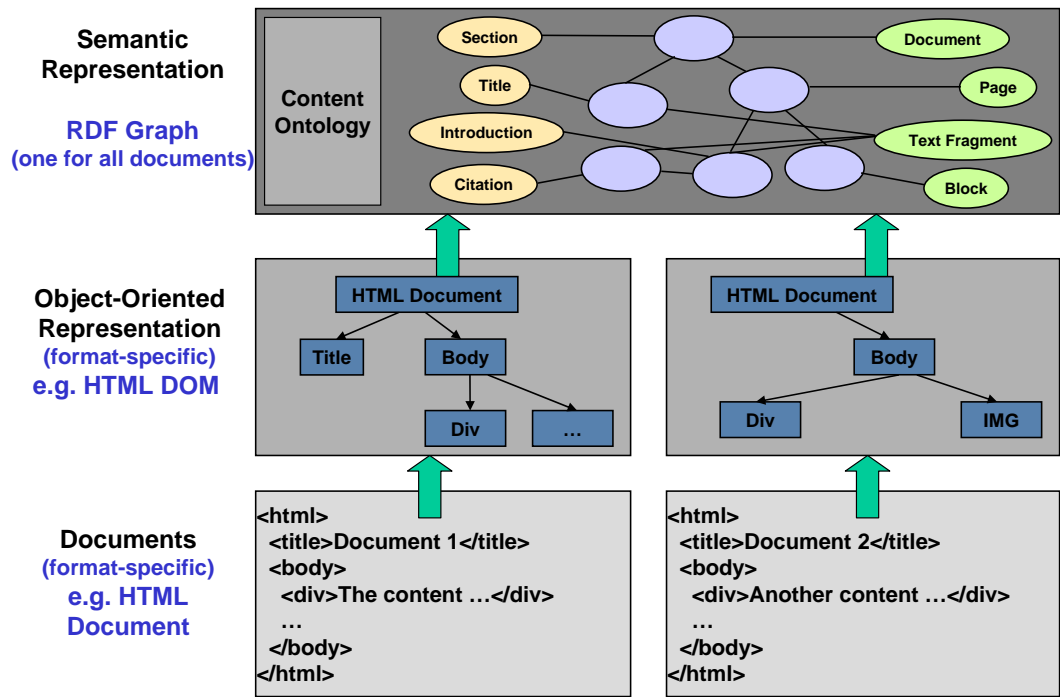 Semantic
Representation
RDF Graph
(one for all documents)
Content
Ontology
Section
Title
Introduction
Citation
Document
Page
Text Fragment
Block
Object-Oriented
Representation
(format-specific)
e.g. HTML DOM
HTML Document
Title
Body
Div
…
HTML Document
Body
Div
IMG
Documents
(format-specific)
e.g. HTML
Document
<html>
<title>Document 1</title>
<body>
<div>The content …</div>
…
</body>
</html>
<html>
<title>Document 2</title>
<body>
<div>Another content …</div>
…
</body>
</html>